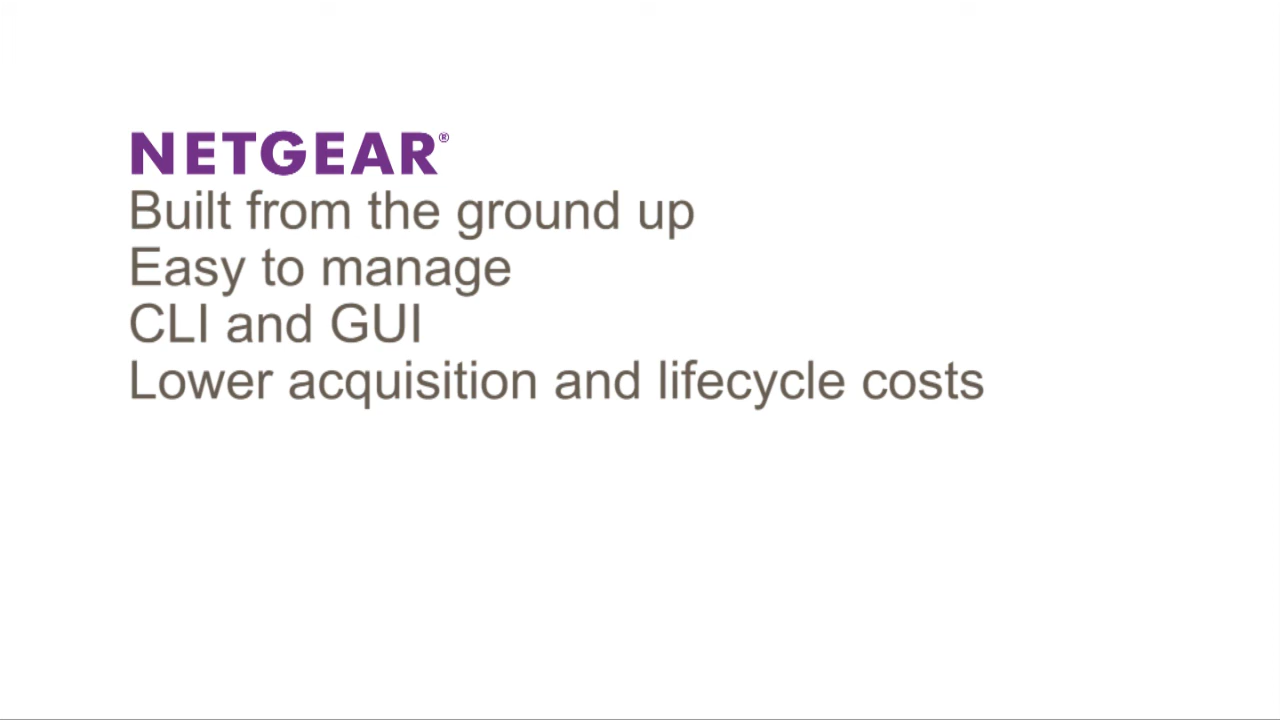 NETGEAR®
Built from the ground up
Easy to manage
CLI and GUI
Lower acquisition and lifecycle costs